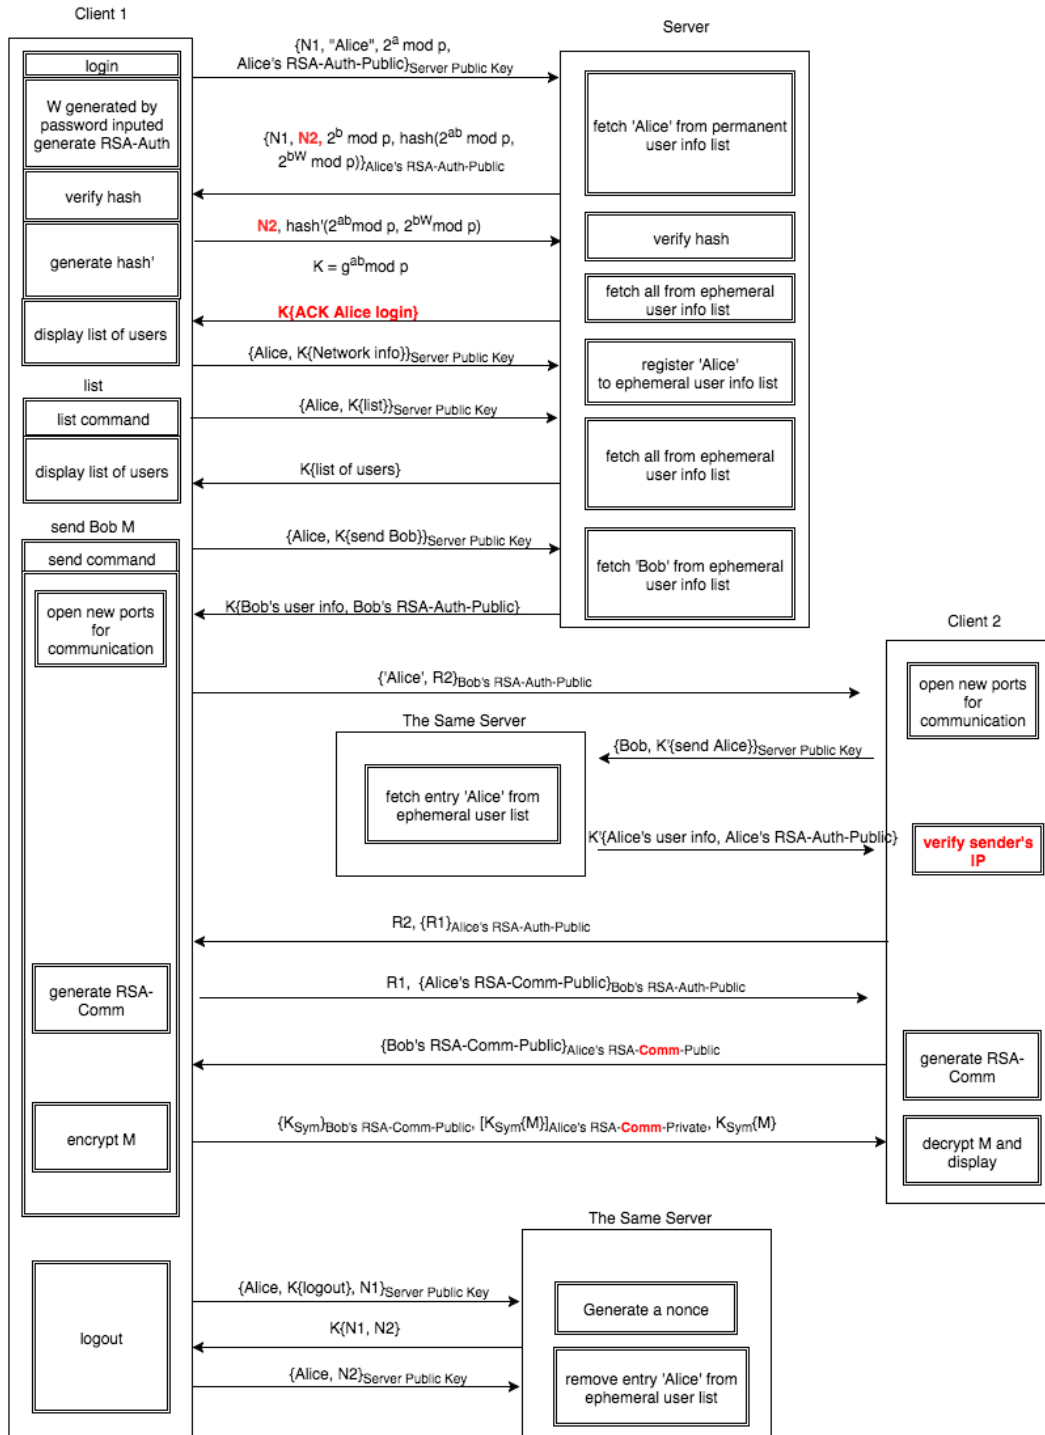 Client 1
Server
login
{N1, "Alice", 2^a mod p,
Alice's RSA-Auth-Public}Server Public Key
W generated by
password inputed
generate RSA-Auth
fetch 'Alice' from permanent
user info list
{N1, N2, 2^b mod p, hash(2^ab mod p,
2^bW mod p)}Alice's RSA-Auth-Public
verify hash
N2, hash'(2^ab mod p, 2^bW mod p)
verify hash
generate hash'
K = g^ab mod p
fetch all from ephemeral
user info list
K{ACK Alice login}
display list of users
{Alice, K{Network info}}Server Public Key
register 'Alice'
to ephemeral user info list
list
list command
{Alice, K{list}}Server Public Key
fetch all from ephemeral
user info list
display list of users
K{list of users}
send Bob M
send command
{Alice, K{send Bob}}Server Public Key
fetch 'Bob' from ephemeral
user info list
open new ports
for
communication
K{Bob's user info, Bob's RSA-Auth-Public}
Client 2
{'Alice', R2}Bob's RSA-Auth-Public
open new ports
for
communication
The Same Server
{Bob, K'{send Alice}}Server Public Key
fetch entry 'Alice' from
ephemeral user list
K'{Alice's user info, Alice's RSA-Auth-Public}
verify sender's
IP
R2, {R1}Alice's RSA-Auth-Public
generate RSA-
Comm
R1, {Alice's RSA-Comm-Public}Bob's RSA-Auth-Public
{Bob's RSA-Comm-Public}Alice's RSA-Comm-Public
generate RSA-
Comm
encrypt M
{KSym}Bob's RSA-Comm-Public, [KSym{M}]Alice's RSA-Comm-Private, KSym{M}
decrypt M and
display
The Same Server
logout
{Alice, K{logout}, N1}Server Public Key
Generate a nonce
K{N1, N2}
{Alice, N2}Server Public Key
remove entry 'Alice' from
ephemeral user list